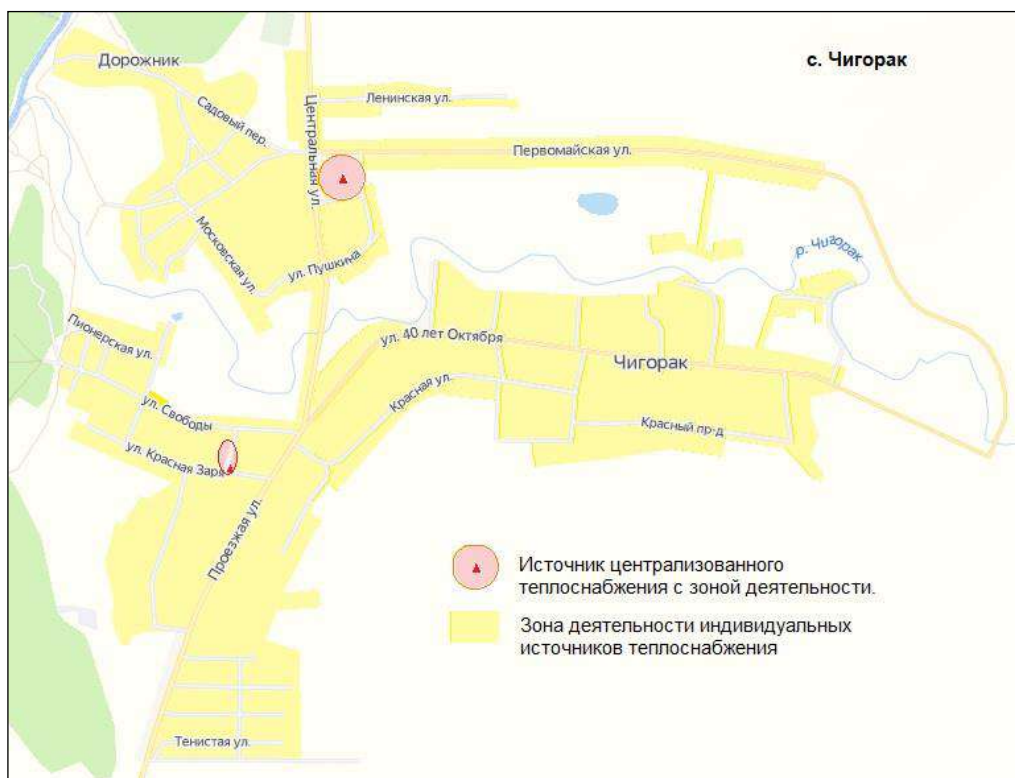 с. Чигорак
Дорожник
Ленинская ул.
Садовый пер.
Центральная ул.
Первомайская ул.
Московская ул.
ул. Пушкина
р. Чигорак
Пионерская ул.
ул. 40 лет Октября
Чигорак
Красная ул.
ул. Свободы
Красный пр-д
ул. Красная Заря
Проезжая ул.
Источник централизованного
теплоснабжения с зоной деятельности.
Зона деятельности индивидуальных
источников теплоснабжения
Тенистая ул.